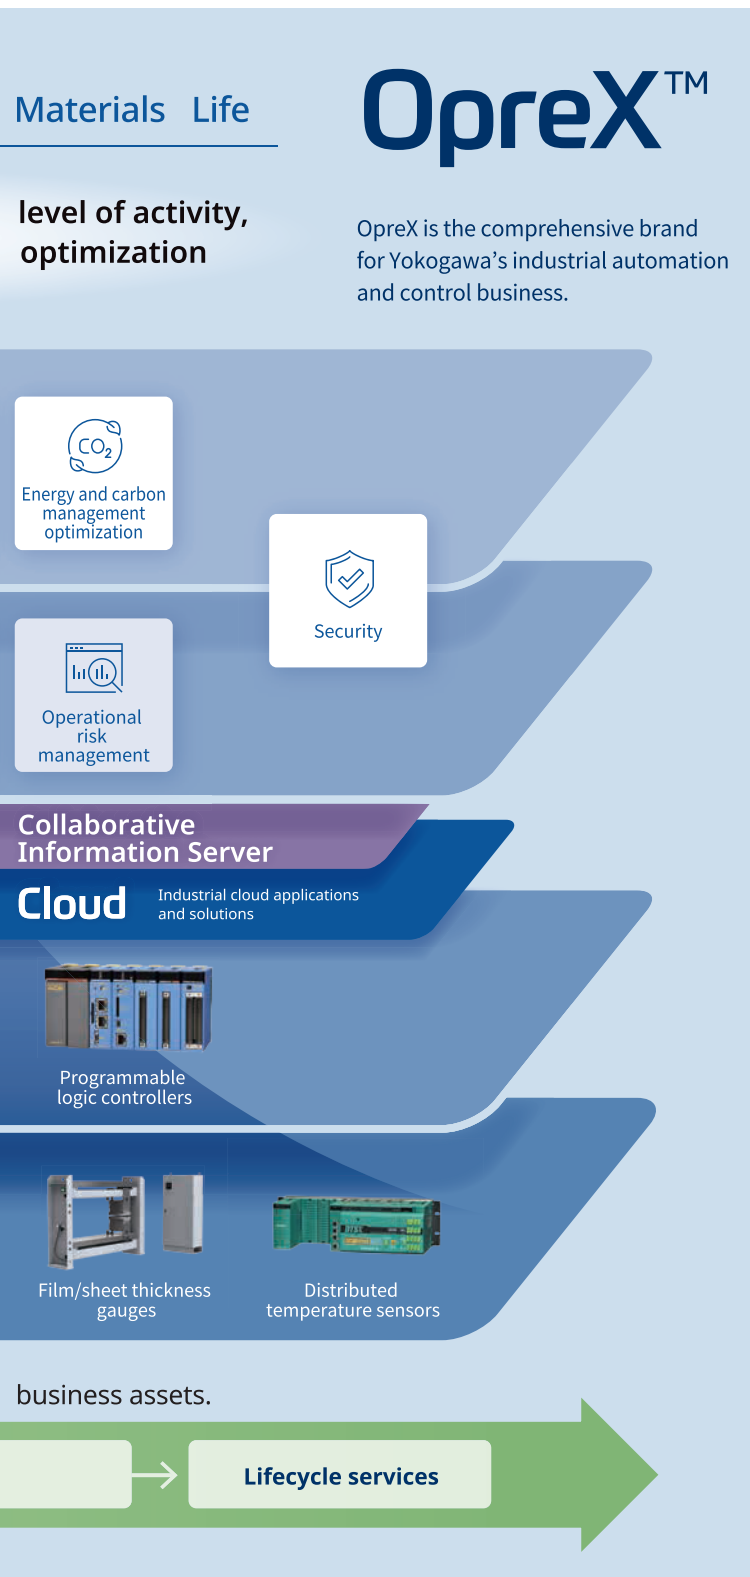 Materials Life
OpreX™
level of activity,
optimization
OpreX is the comprehensive brand
for Yokogawa’s industrial automation
and control business.
CO2
Energy and carbon
management
optimization
Security
Operational
risk
management
Collaborative
Information Server
Cloud
Industrial cloud applications
and solutions
Programmable
logic controllers
Film/sheet thickness
gauges
Distributed
temperature sensors
business assets.
Lifecycle services